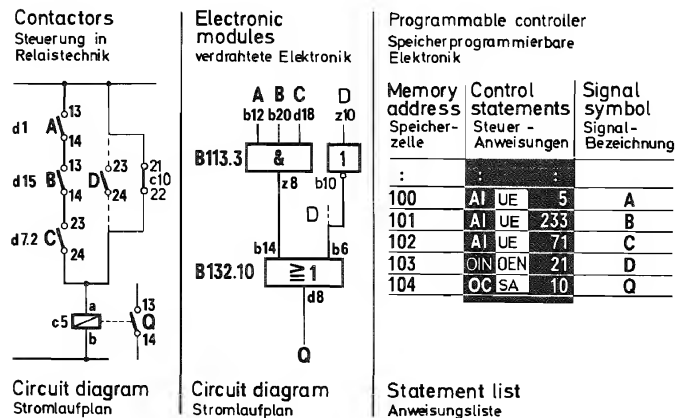 Contactors
Steuerung in
Relaistechnik
13
d1 A
14
13
d15 B
14
23
d7.2 C
24
D 23
24
21
c10
22
a
c5
b
13
Q
14
Circuit diagram
Stromlaufplan
Electronic
modules
verdrahtete Elektronik
A B C D
b12 b20 d18 z10
B113.3 & 1
z8 b10
D
b14 b6
B132.10 ≧1
d8
Q
Circuit diagram
Stromlaufplan
Programmable controller
Speicherprogrammierbare
Elektronik
Memory Control Signal
address statements symbol
Speicher- Steuer- Signal-
zelle Anweisungen Bezeichnung
: : :
100 AI UE 5 A
101 AI UE 233 B
102 AI UE 71 C
103 OIN OEN 21 D
104 OC SA 10 Q
Statement list
Anweisungsliste